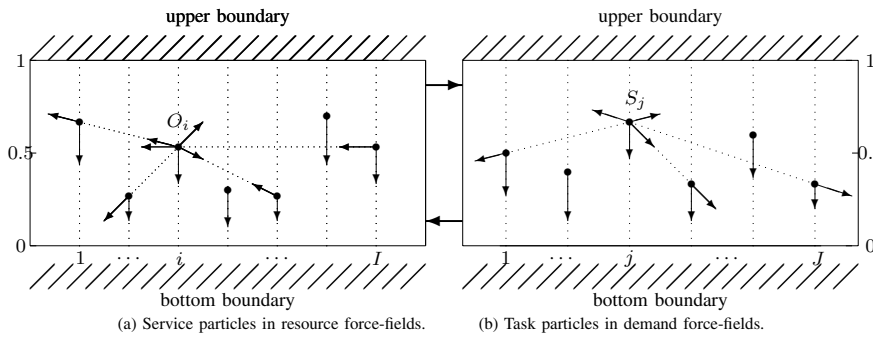 upper boundary
upper boundary
1
1
O_i
S_j
0.5
0.
0
0
1 ... i ... I
1 ... j ... J
bottom boundary
bottom boundary
(a) Service particles in resource force-fields.
(b) Task particles in demand force-fields.